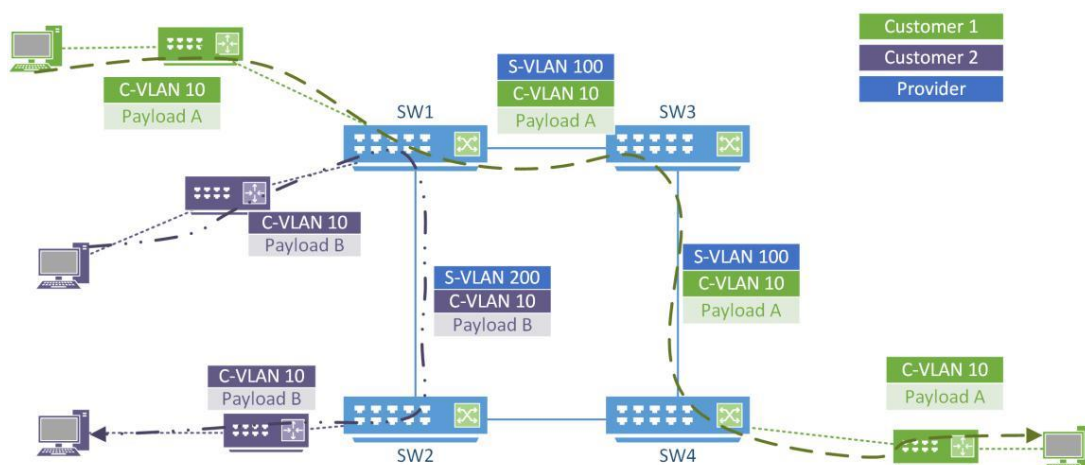 Customer 1
Customer 2
Provider
C-VLAN 10
Payload A
SW1
S-VLAN 100
C-VLAN 10
Payload A
SW3
C-VLAN 10
Payload B
S-VLAN 200
C-VLAN 10
Payload B
S-VLAN 100
C-VLAN 10
Payload A
C-VLAN 10
Payload B
SW2
SW4
C-VLAN 10
Payload A